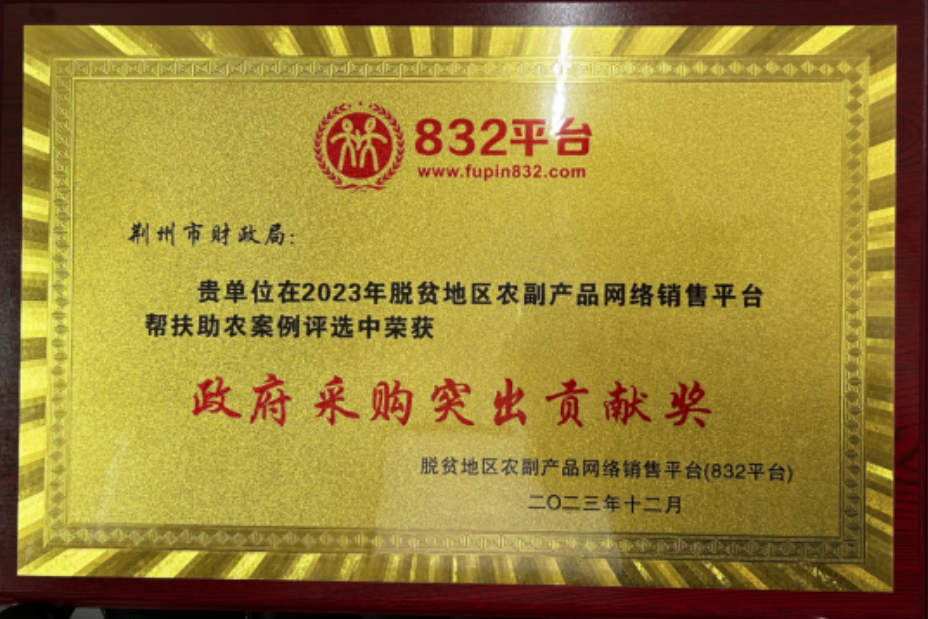 832平台
www.fupin832.com
荆州市财政局:
贵单位在2023年脱贫地区农副产品网络销售平台
帮扶助农案例评选中荣获
政府采购突出贡献奖
脱贫地区农副产品网络销售平台(832平台)
二〇二三年十二月